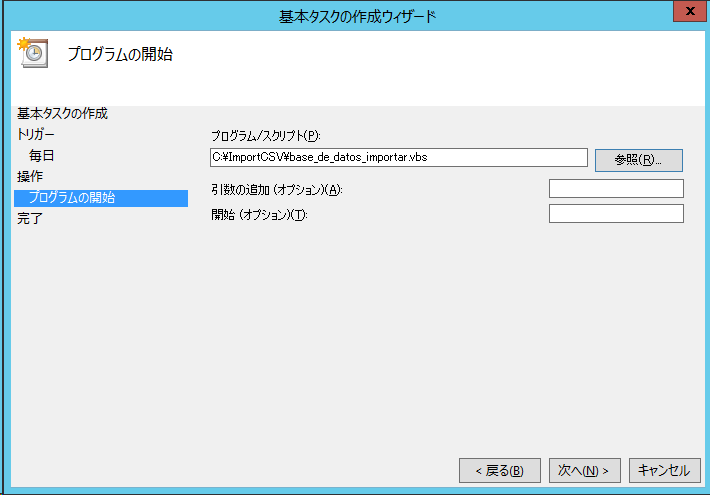 基本タスクの作成ウィザード
x
プログラムの開始
基本タスクの作成
トリガー
毎日
操作
プログラムの開始
完了
プログラム/スクリプト(P):
C:¥ImportCSV¥base_de_datos_importar.vbs
参照(R)...
引数の追加 (オプション)(A):
開始 (オプション)(T):
< 戻る(B)
次へ(N) >
キャンセル